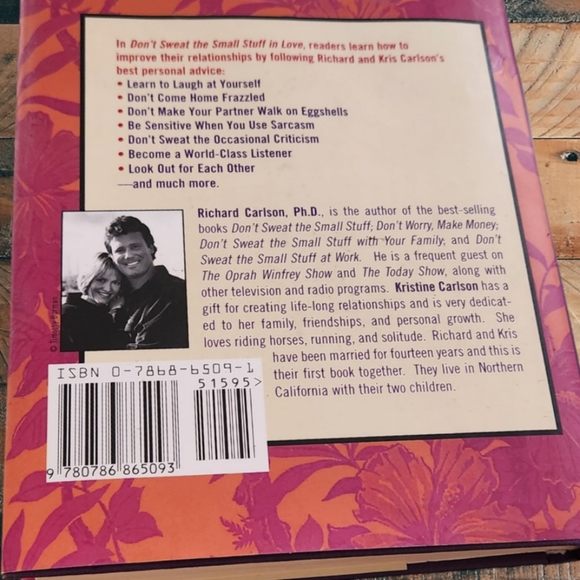 In Don't Sweat the Small Stuff in Love, readers learn how to
improve their relationships by following Richard and Kris Carlson's
best personal advice:
• Learn to Laugh at Yourself
• Don't Come Home Frazzled
• Don't Make Your Partner Walk on Eggshells
• Be Sensitive When You Use Sarcasm
• Don't Sweat the Occasional Criticism
• Become a World-Class Listener
• Look Out for Each Other
—and much more.
Richard Carlson, Ph.D., is the author of the best-selling
books Don't Sweat the Small Stuff; Don't Worry, Make Money;
Don't Sweat the Small Stuff with Your Family, and Don't
Sweat the Small Stuff at Work. He is a frequent guest on
The Oprah Winfrey Show and The Today Show, along with
other television and radio programs. Kristine Carlson has a
gift for creating life-long relationships and is very dedicat-
ed to her family, friendships, and personal growth. She
loves riding horses, running, and solitude. Richard and Kris
have been married for fourteen years and this is
their first book together. They live in Northern
California with their two children.
©
ISBN 0-7868-6509-1
51595>
9 780786 865093